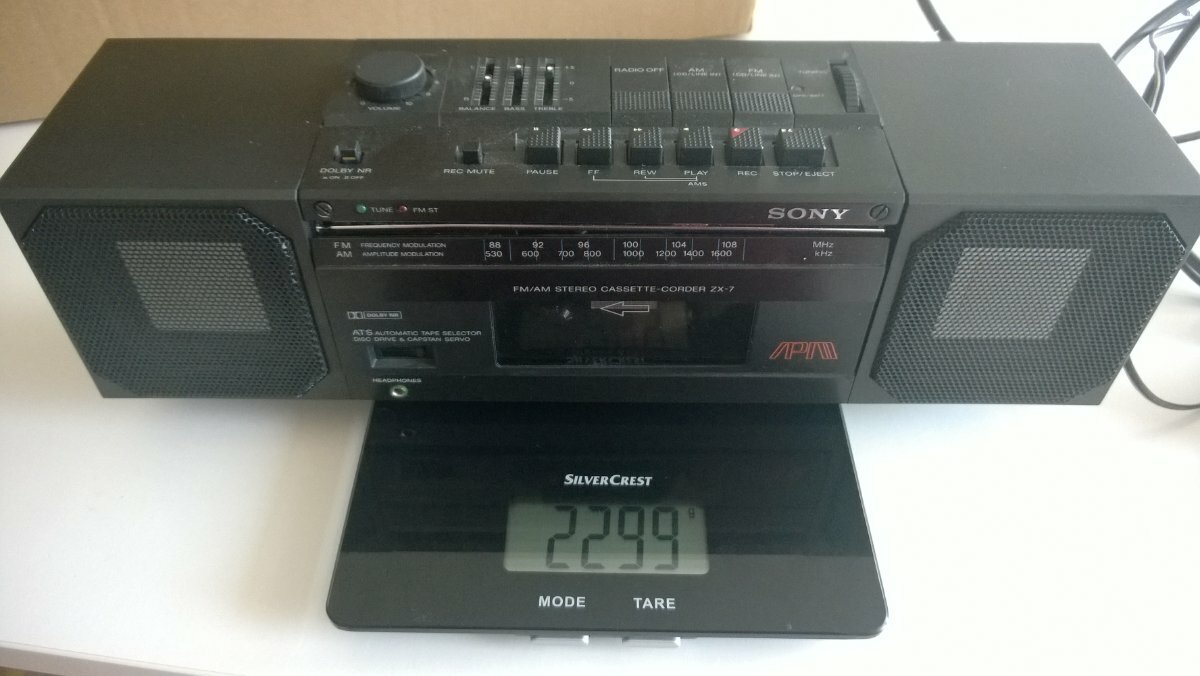 RADIO OFF
AM
FM
VOLUME
BALANCE BASS TREBLE
DOLBY NR
REC MUTE
PAUSE FF REW PLAY REC STOP/EJECT
AMS
TUNE FM ST
SONY
FM FREQUENCY MODULATION 88 92 96 100 104 108 MHz
AM AMPLITUDE MODULATION 530 600 700 800 1000 1200 1400 1600 kHz
FM/AM STEREO CASSETTE-CORDER ZX-7
DOLBY NR
ATS AUTOMATIC TAPE SELECTOR
DISC DRIVE & CAPSTAN SERVO
APM
HEADPHONES
SILVERCREST
2299 g
MODE TARE